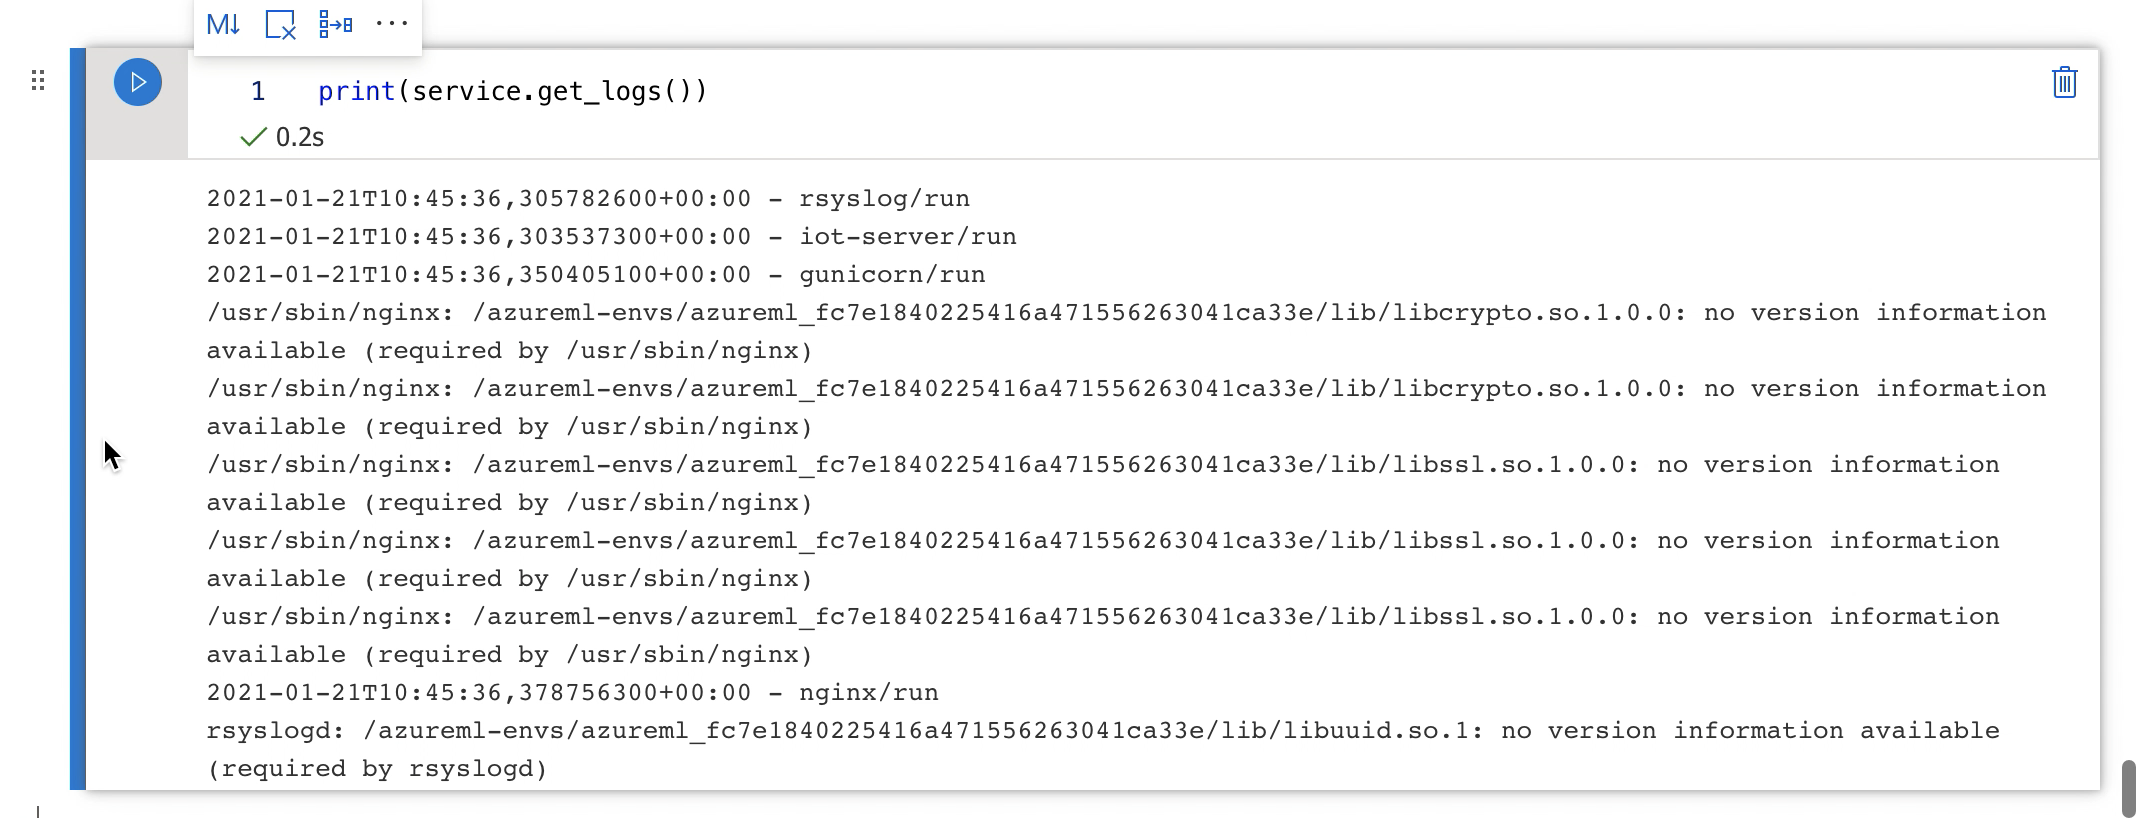 M↓ ···
1 print(service.get_logs())
0.2s
2021-01-21T10:45:36,305782600+00:00 - rsyslog/run
2021-01-21T10:45:36,303537300+00:00 - iot-server/run
2021-01-21T10:45:36,350405100+00:00 - gunicorn/run
/usr/sbin/nginx: /azureml-envs/azureml_fc7e1840225416a471556263041ca33e/lib/libcrypto.so.1.0.0: no version information
available (required by /usr/sbin/nginx)
/usr/sbin/nginx: /azureml-envs/azureml_fc7e1840225416a471556263041ca33e/lib/libcrypto.so.1.0.0: no version information
available (required by /usr/sbin/nginx)
/usr/sbin/nginx: /azureml-envs/azureml_fc7e1840225416a471556263041ca33e/lib/libssl.so.1.0.0: no version information
available (required by /usr/sbin/nginx)
/usr/sbin/nginx: /azureml-envs/azureml_fc7e1840225416a471556263041ca33e/lib/libssl.so.1.0.0: no version information
available (required by /usr/sbin/nginx)
/usr/sbin/nginx: /azureml-envs/azureml_fc7e1840225416a471556263041ca33e/lib/libssl.so.1.0.0: no version information
available (required by /usr/sbin/nginx)
2021-01-21T10:45:36,378756300+00:00 - nginx/run
rsyslogd: /azureml-envs/azureml_fc7e1840225416a471556263041ca33e/lib/libuuid.so.1: no version information available
(required by rsyslogd)